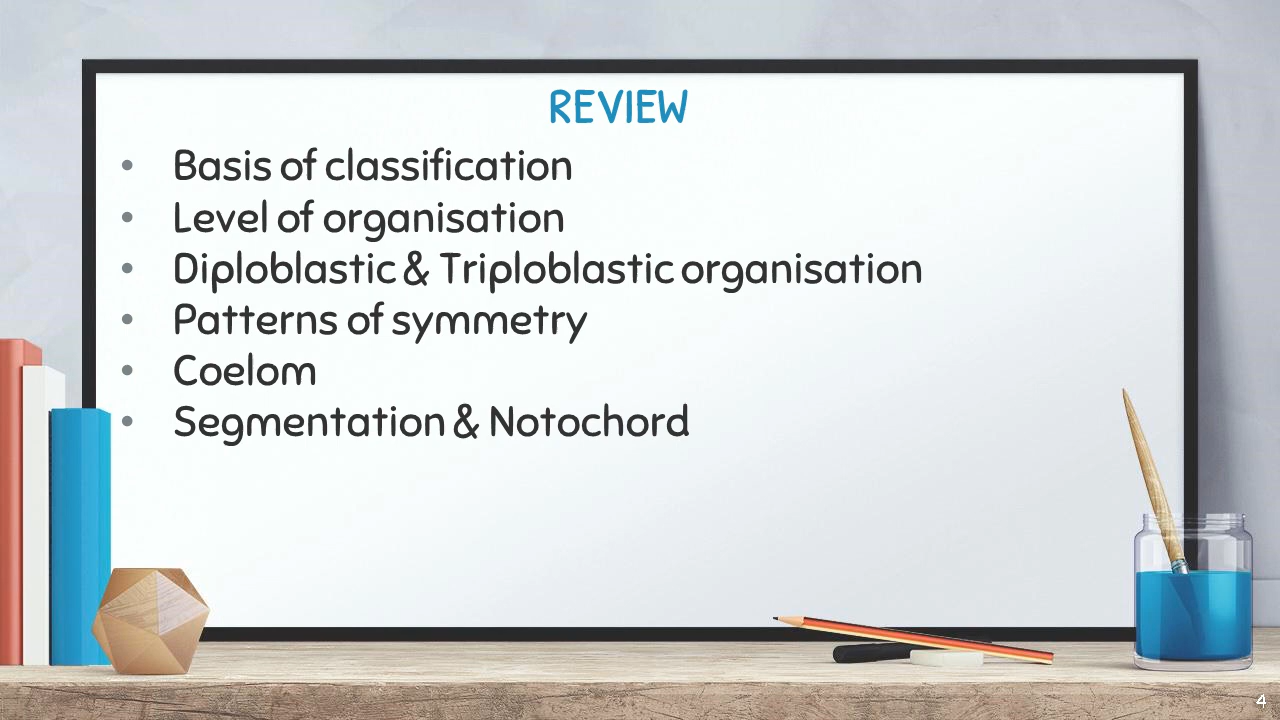 REVIEW
• Basis of classification
• Level of organisation
• Diploblastic & Triploblastic organisation
• Patterns of symmetry
• Coelom
• Segmentation & Notochord
4